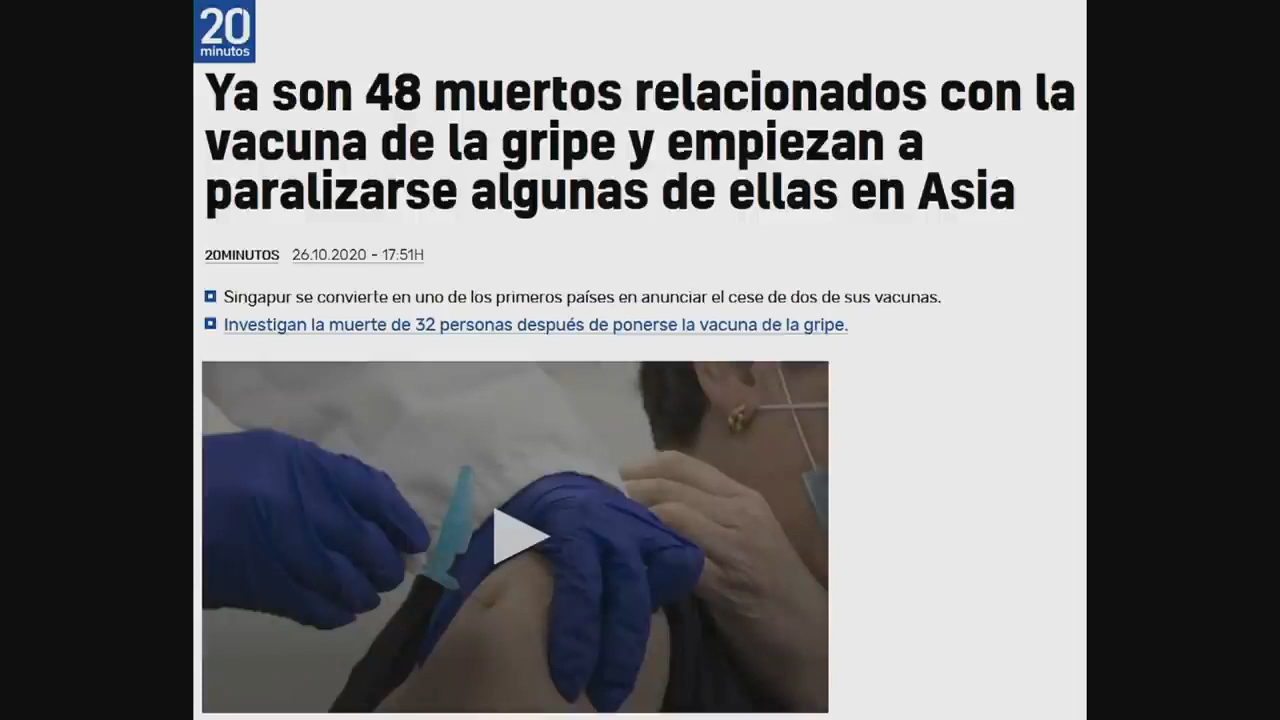 20
minutos
Ya son 48 muertos relacionados con la
vacuna de la gripe y empiezan a
paralizarse algunas de ellas en Asia
20MINUTOS 26.10.2020 - 17:51H
Singapur se convierte en uno de los primeros países en anunciar el cese de dos de sus vacunas.
Investigan la muerte de 32 personas después de ponerse la vacuna de la gripe.